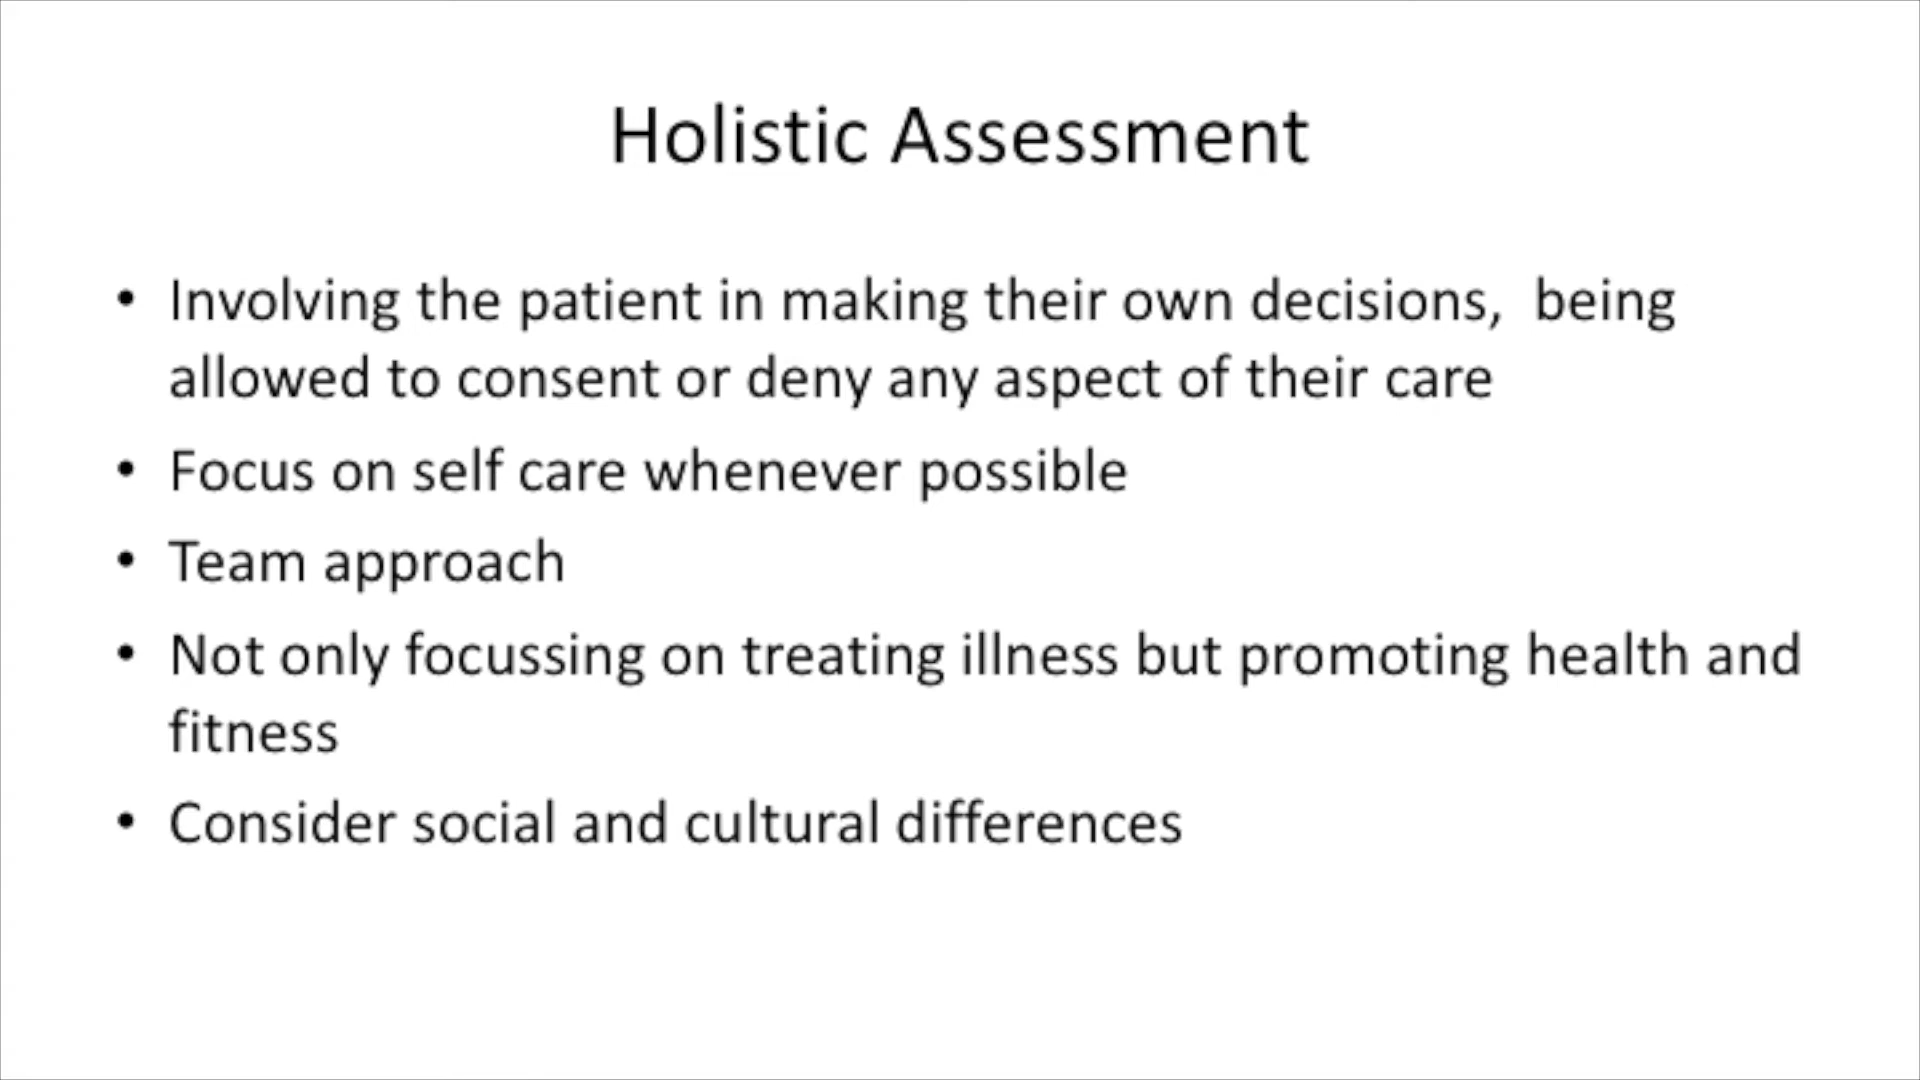 Holistic Assessment
• Involving the patient in making their own decisions,  being
allowed to consent or deny any aspect of their care
• Focus on self care whenever possible
• Team approach
• Not only focussing on treating illness but promoting health and
fitness
• Consider social and cultural differences